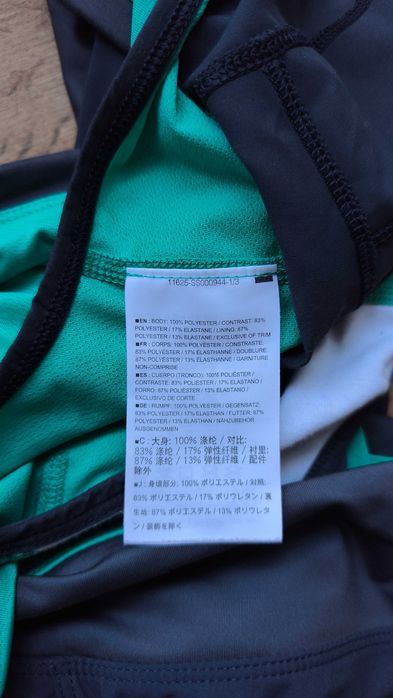 11625-SS000944-1/3
■EN : BODY: 100% POLYESTER / CONTRAST: 83%
POLYESTER / 17% ELASTANE / LINING: 87%
POLYESTER / 13% ELASTANE / EXCLUSIVE OF TRIM
■FR : CORPS: 100% POLYESTER / CONSTRASTE:
83% POLYESTER / 17% ÉLASTHANNE / DOUBLURE:
87% POLYESTER / 13% ÉLASTHANNE / GARNITURE
NON-COMPRISE
■ES : CUERPO (TRONCO): 100% POLIÉSTER /
CONTRASTE: 83% POLIÉSTER / 17% ELASTANO /
FORRO: 87% POLIÉSTER / 13% ELASTANO /
EXCLUSIVO DE CORTE
■DE : RUMPF: 100% POLYESTER / GEGENSATZ:
83% POLYESTER / 17% ELASTHAN / FUTTER: 87%
POLYESTER / 13% ELASTHAN / NÄHZUBEHÖR
AUSGENOMMEN
■C : 大身: 100% 涤纶 / 对比:
83% 涤纶 / 17% 弹性纤维 / 衬里:
87% 涤纶 / 13% 弹性纤维 / 配件
除外
■J : 身頃部分: 100% ポリエステル / 対照:
83% ポリエステル / 17% ポリウレタン / 裏
生地: 87% ポリエステル / 13% ポリウレタ
ン / 装飾を除く